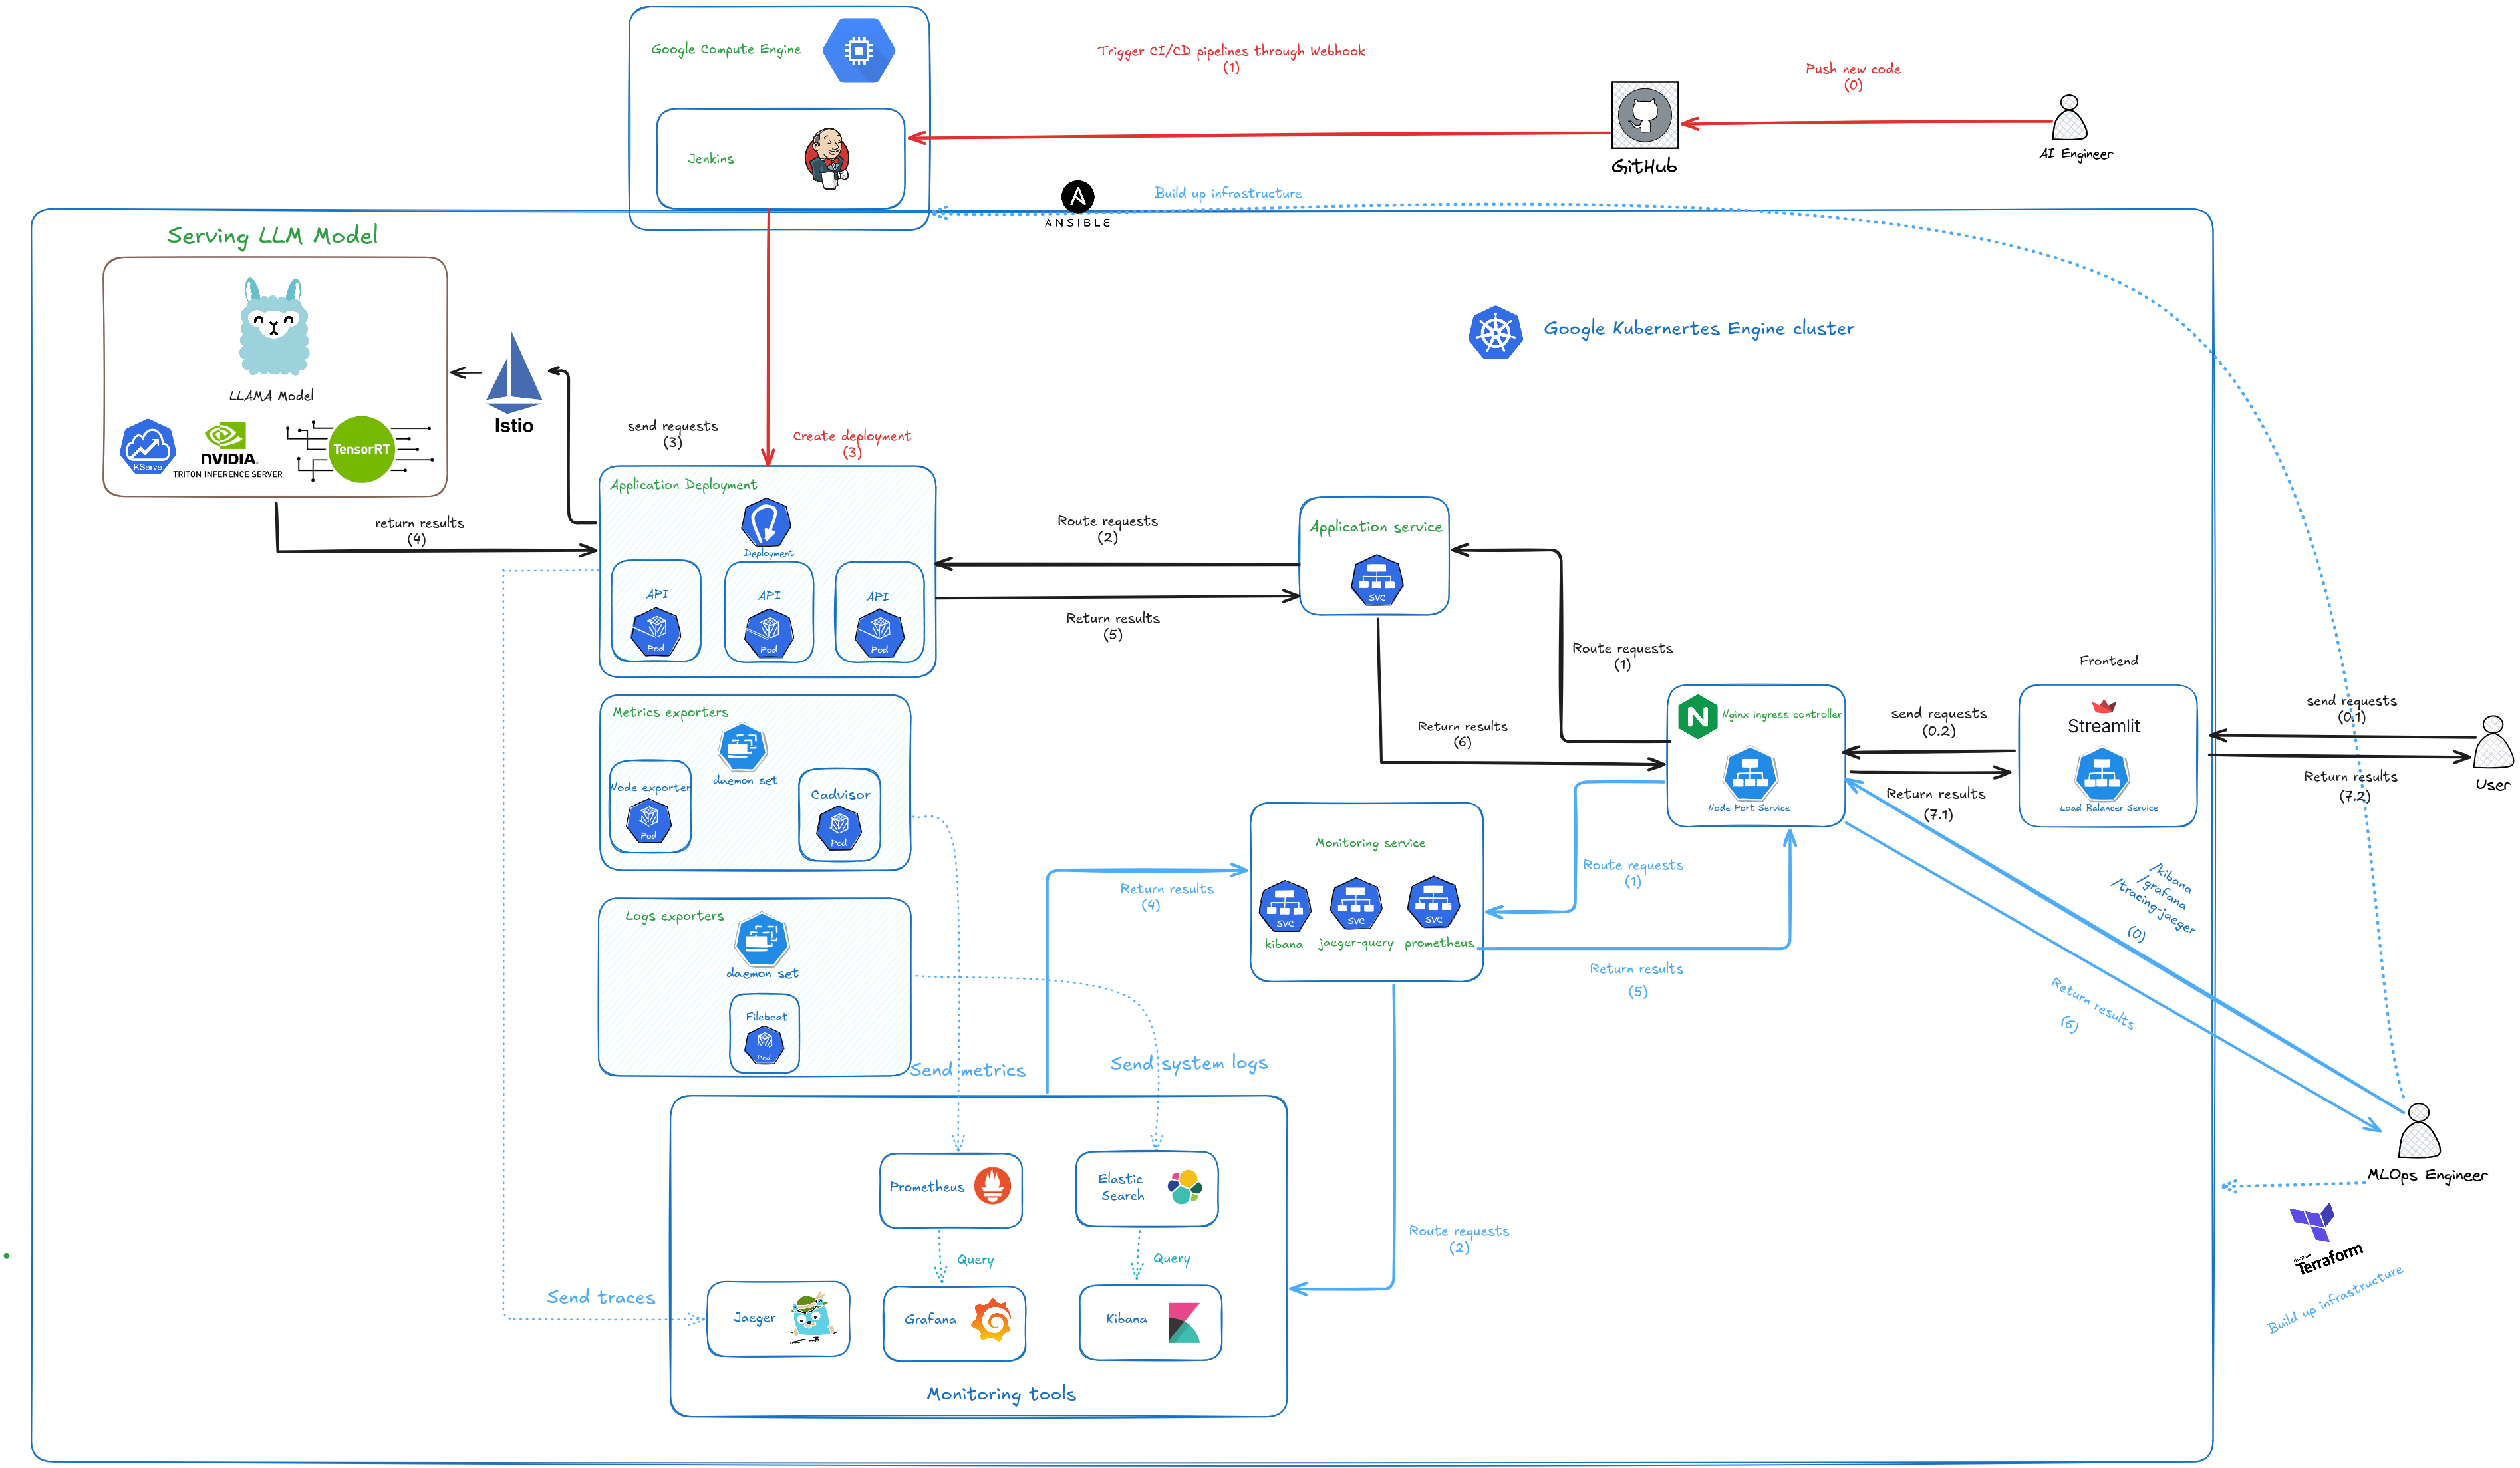 Google Compute Engine
Trigger CI/CD pipelines through Webhook
(1)
Push new code
(0)
Jenkins
GitHub
AI Engineer
ANSIBLE
Build up infrastructure
Serving LLM Model
LLAMA Model
KServe
NVIDIA.
TRITON INFERENCE SERVER
TensorRT
Istio
Google Kubernertes Engine cluster
send requests
(3)
Create deployment
(3)
return results
(4)
Application Deployment
Deployment
API
Pod
API
Pod
API
Pod
Route requests
(2)
Return results
(5)
Application service
SVC
Route requests
(1)
Return results
(6)
Metrics exporters
daemon set
Node exporter
Pod
Cadvisor
Pod
Nginx ingress controller
Node Port Service
send requests
(0.2)
Return results
(7.1)
Frontend
Streamlit
Load Balancer Service
send requests
(0.1)
Return results
(7.2)
User
Logs exporters
daemon set
Filebeat
Pod
Monitoring service
SVC
SVC
SVC
kibana
jaeger-query
prometheus
Route requests
(1)
Return results
(4)
Return results
(5)
/kibana
/grafana
/tracing-jaeger
(0)
Return results
(6)
Send metrics
Send system logs
Prometheus
Elastic
Search
Query
Query
Route requests
(2)
Send traces
Jaeger
Grafana
Kibana
Monitoring tools
MLOps Engineer
HashiCorp
Terraform
Build up infrastructure